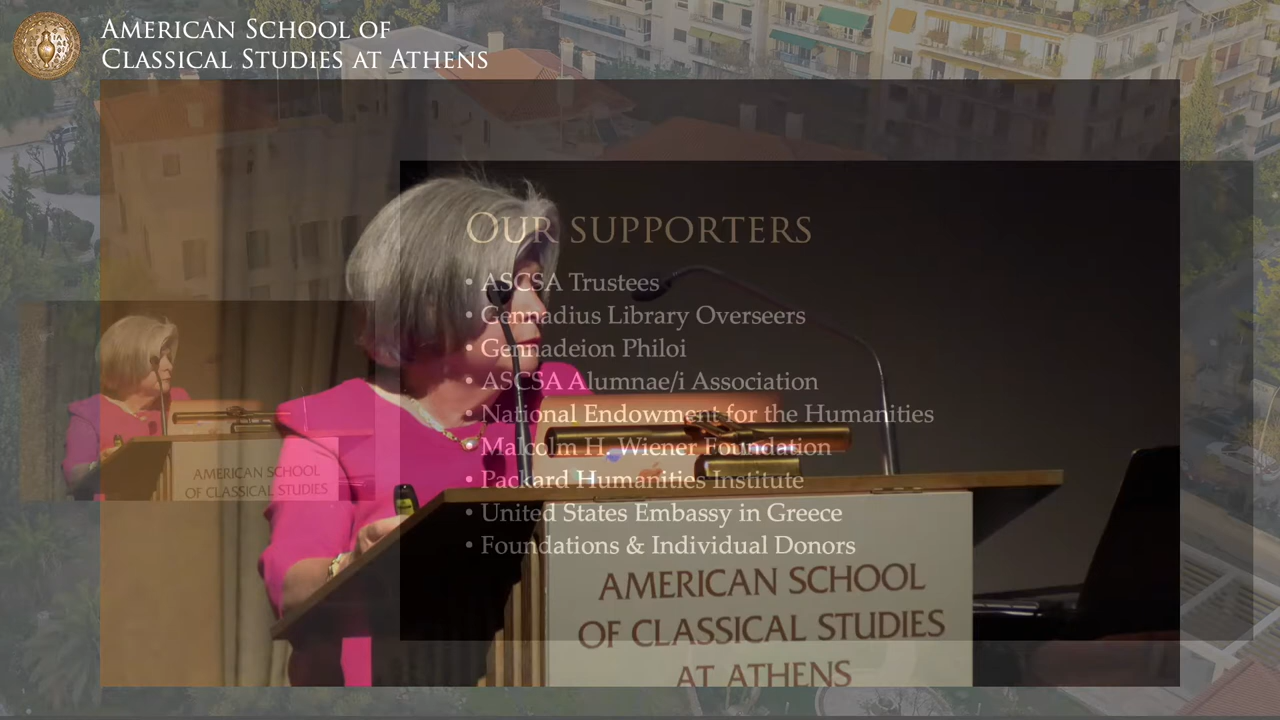 AMERICAN SCHOOL OF
CLASSICAL STUDIES AT ATHENS
OUR SUPPORTERS
• ASCSA Trustees
• Gennadius Library Overseers
• Gennadeion Philoi
• ASCSA Alumnae/i Association
• National Endowment for the Humanities
• Malcolm H. Wiener Foundation
• Packard Humanities Institute
• United States Embassy in Greece
• Foundations & Individual Donors
AMERICAN SCHOOL
OF CLASSICAL STUDIES
AMERICAN SCHOOL
OF CLASSICAL STUDIES
AT ATHENS